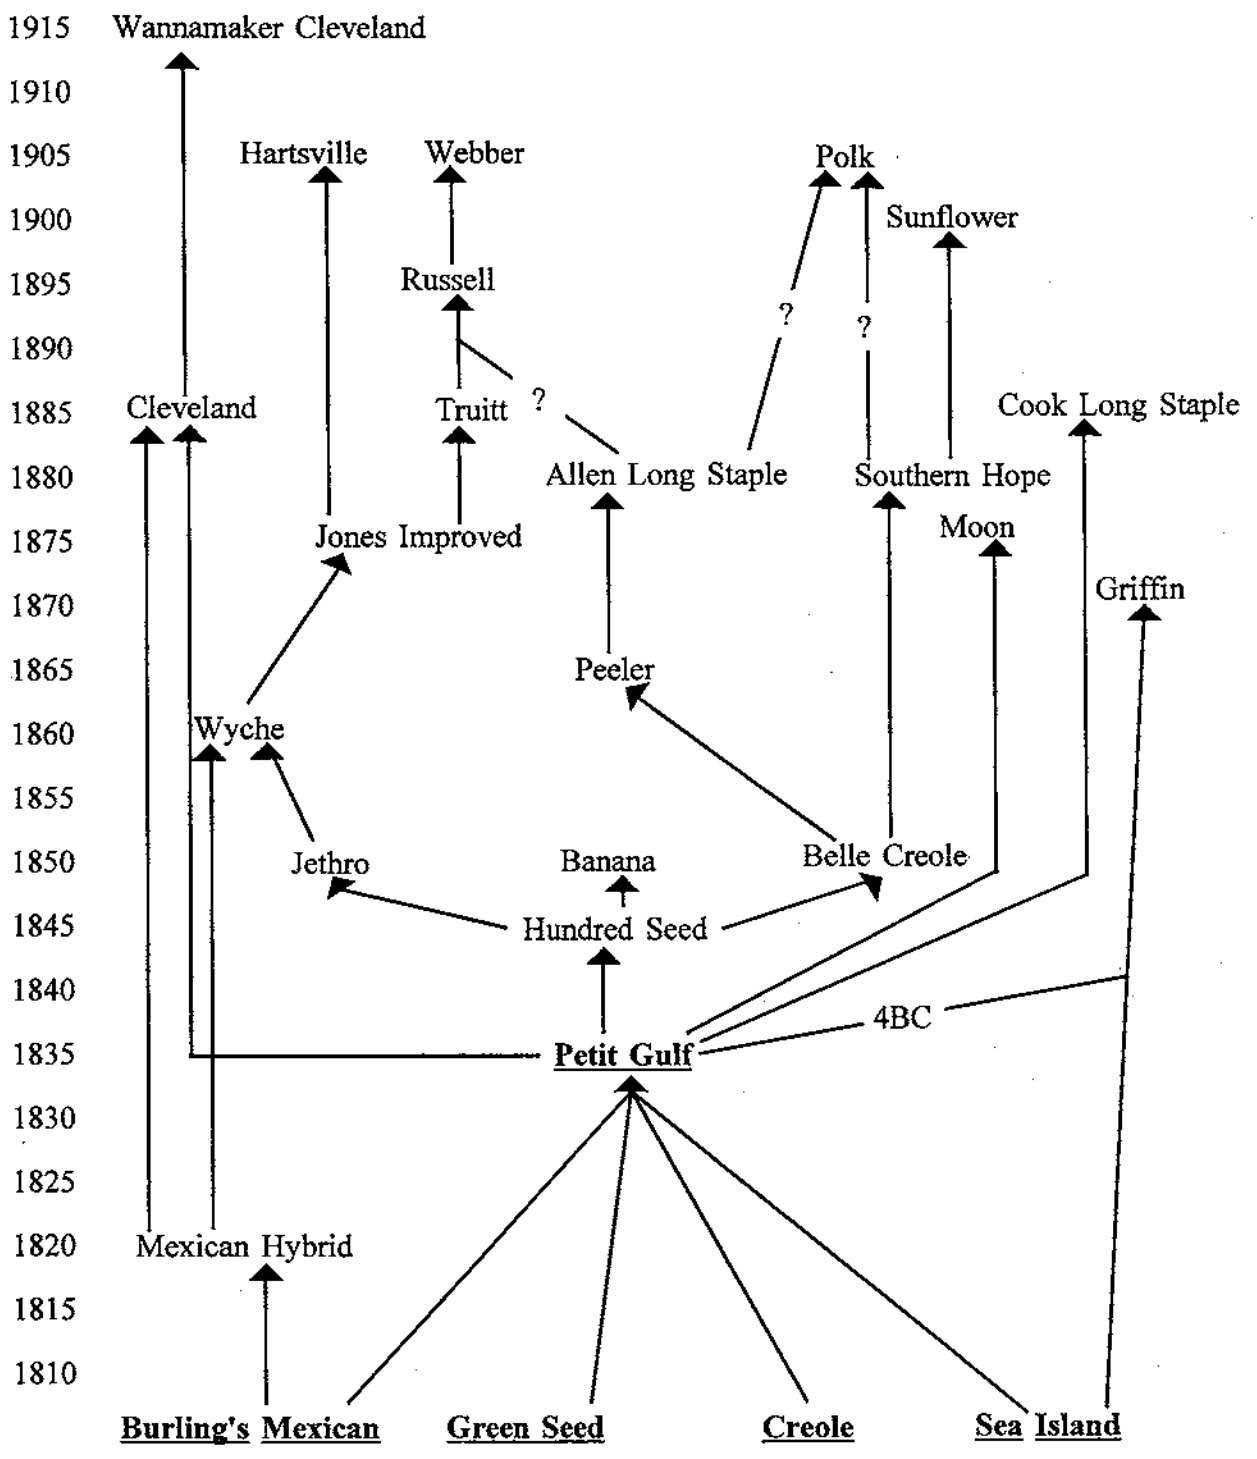 1915 Wannamaker Cleveland
1910
1905 Hartsville Webber Polk
1900 Sunflower
1895 Russell
? ?
1890
?
1885 Cleveland Truitt Cook Long Staple
1880 Allen Long Staple Southern Hope
Moon
1875 Jones Improved
Griffin
1870
1865 Peeler
1860 Wyche
1855
1850 Jethro Banana Belle Creole
1845 Hundred Seed
1840
4BC
1835 Petit Gulf
1830
1825
1820 Mexican Hybrid
1815
1810
Burling's Mexican Green Seed Creole Sea Island